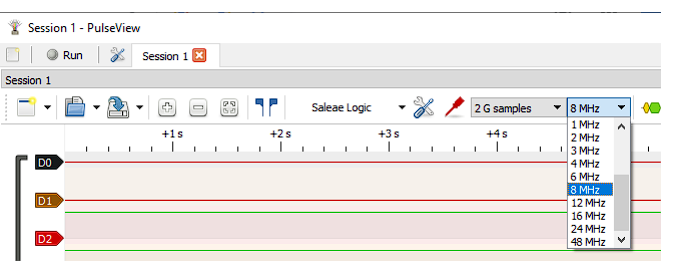 Session 1 - PulseView
Run Session 1
Session 1
Saleae Logic 2 G samples 8 MHz
+1 s +2 s +3 s +4 s
1 MHz
2 MHz
3 MHz
4 MHz
6 MHz
8 MHz
12 MHz
16 MHz
24 MHz
48 MHz
D0
D1
D2